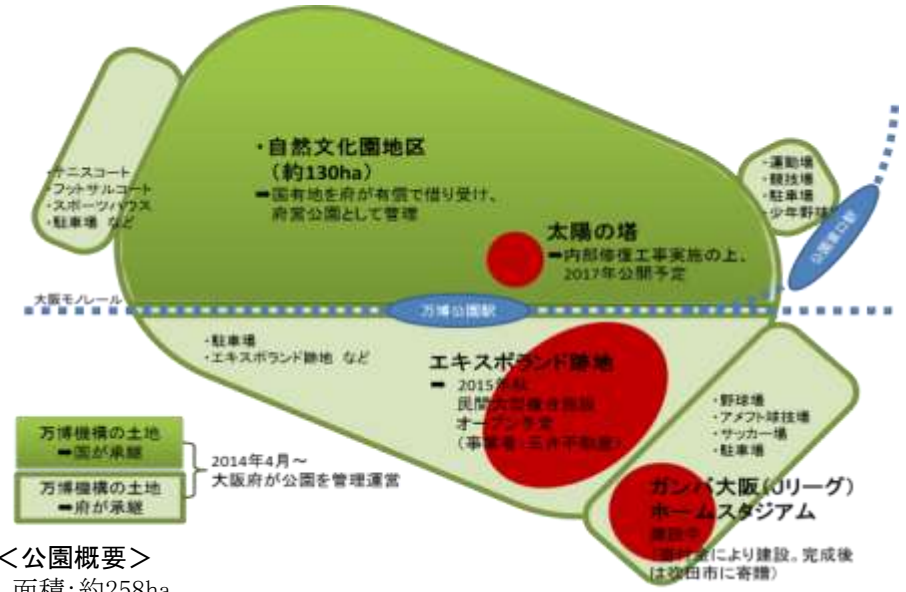 ・自然文化園地区
（約130ha）
➡国有地を府が有償で借り受け、
府営公園として管理
・テニスコート
・フットサルコート
・スポーツハウス
・駐車場 など
・運動場
・競技場
・駐車場
・少年野球
公園東口駅
太陽の塔
➡内部修復工事実施の上、
2017年公開予定
大阪モノレール
万博公園駅
・駐車場
・エキスポランド跡地 など
エキスポランド跡地
➡ 2015年秋
民間大型複合施設
オープン予定
（事業者：三井不動産）
・野球場
・アメフト球技場
・サッカー場
・駐車場
ガンバ大阪（Jリーグ）
ホームスタジアム
建設中
（寄付金により建設。完成後
は吹田市に寄贈）
万博機構の土地
➡国が承継
万博機構の土地
➡府が承継
2014年4月～
大阪府が公園を管理運営
＜公園概要＞
面積：約258ha